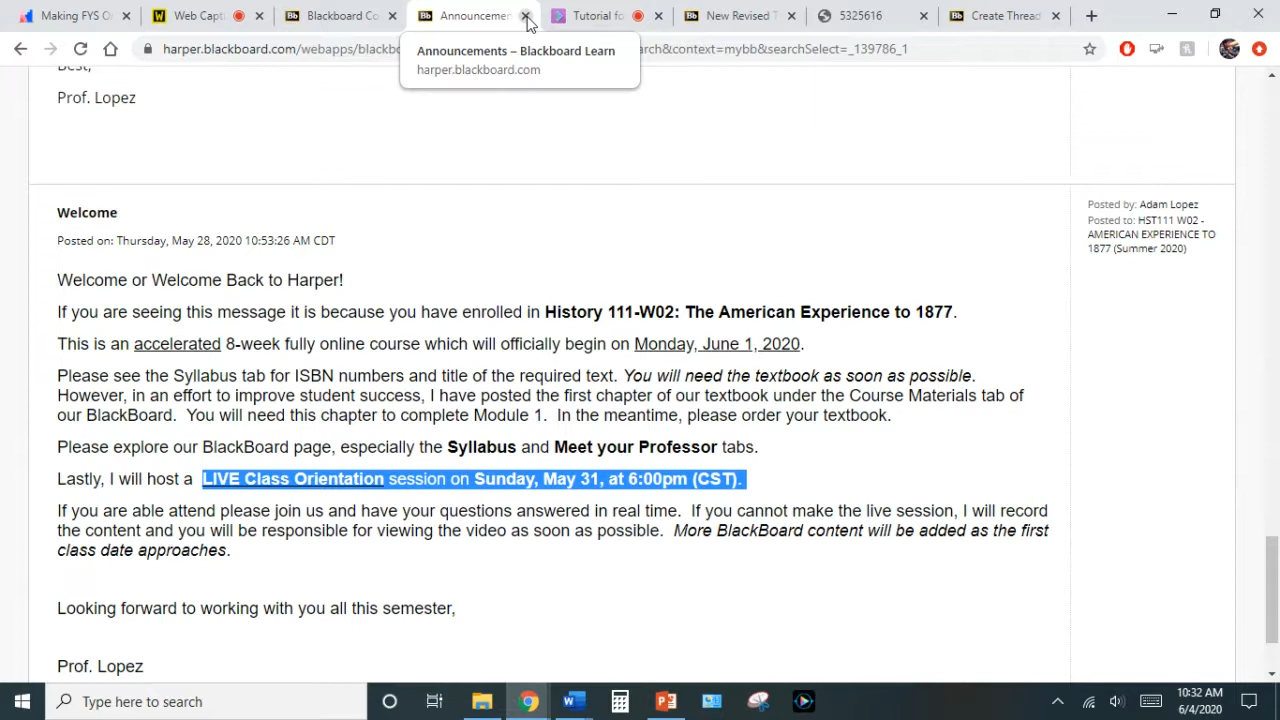 Making FYS O
Web Capti
Blackboard Co
Announcemen
Tutorial fo
New Revised T
5325616
Create Thread
harper.blackboard.com/webapps/blackb
arch&context=mybb&searchSelect=_139786_1
Announcements – Blackboard Learn
harper.blackboard.com
Best,
Prof. Lopez
Welcome
Posted on: Thursday, May 28, 2020 10:53:26 AM CDT
Posted by: Adam Lopez
Posted to: HST111 W02 -
AMERICAN EXPERIENCE TO
1877 (Summer 2020)
Welcome or Welcome Back to Harper!
If you are seeing this message it is because you have enrolled in History 111-W02: The American Experience to 1877.
This is an accelerated 8-week fully online course which will officially begin on Monday, June 1, 2020.
Please see the Syllabus tab for ISBN numbers and title of the required text. You will need the textbook as soon as possible.
However, in an effort to improve student success, I have posted the first chapter of our textbook under the Course Materials tab of
our BlackBoard. You will need this chapter to complete Module 1. In the meantime, please order your textbook.
Please explore our BlackBoard page, especially the Syllabus and Meet your Professor tabs.
Lastly, I will host a LIVE Class Orientation session on Sunday, May 31, at 6:00pm (CST).
If you are able attend please join us and have your questions answered in real time. If you cannot make the live session, I will record
the content and you will be responsible for viewing the video as soon as possible. More BlackBoard content will be added as the first
class date approaches.
Looking forward to working with you all this semester,
Prof. Lopez
Type here to search
10:32 AM
6/4/2020